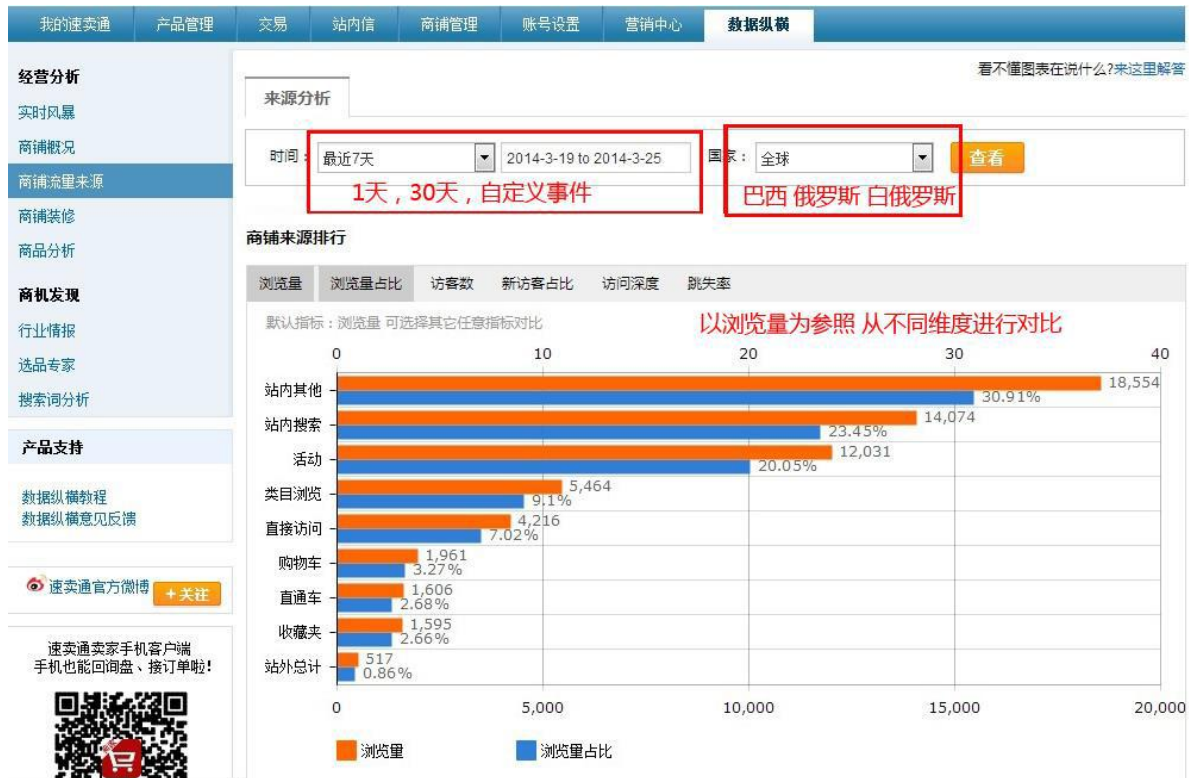 我的速卖通 产品管理 交易 站内信 商铺管理 账号设置 营销中心 数据纵横
看不懂图表在说什么?来这里解答
经营分析
实时风暴
商铺概况
商铺流量来源
商铺装修
商品分析
商机发现
行业情报
选品专家
搜索词分析
产品支持
数据纵横教程
数据纵横意见反馈
速卖通官方微博 +关注
速卖通卖家手机客户端
手机也能回询盘、接订单啦!
来源分析
时间: 最近7天 2014-3-19 to 2014-3-25 国家: 全球 查看
1天,30天,自定义事件 巴西 俄罗斯 白俄罗斯
商铺来源排行
浏览量 浏览量占比 访客数 新访客占比 访问深度 跳失率
默认指标:浏览量 可选择其它任意指标对比 以浏览量为参照 从不同维度进行对比
0 10 20 30 40
站内其他 18,554
30.91%
站内搜索 14,074
23.45%
活动 12,031
20.05%
类目浏览 5,464
9.1%
直接访问 4,216
7.02%
购物车 1,961
3.27%
直通车 1,606
2.68%
收藏夹 1,595
2.66%
站外总计 517
0.86%
0 5,000 10,000 15,000 20,000
浏览量 浏览量占比